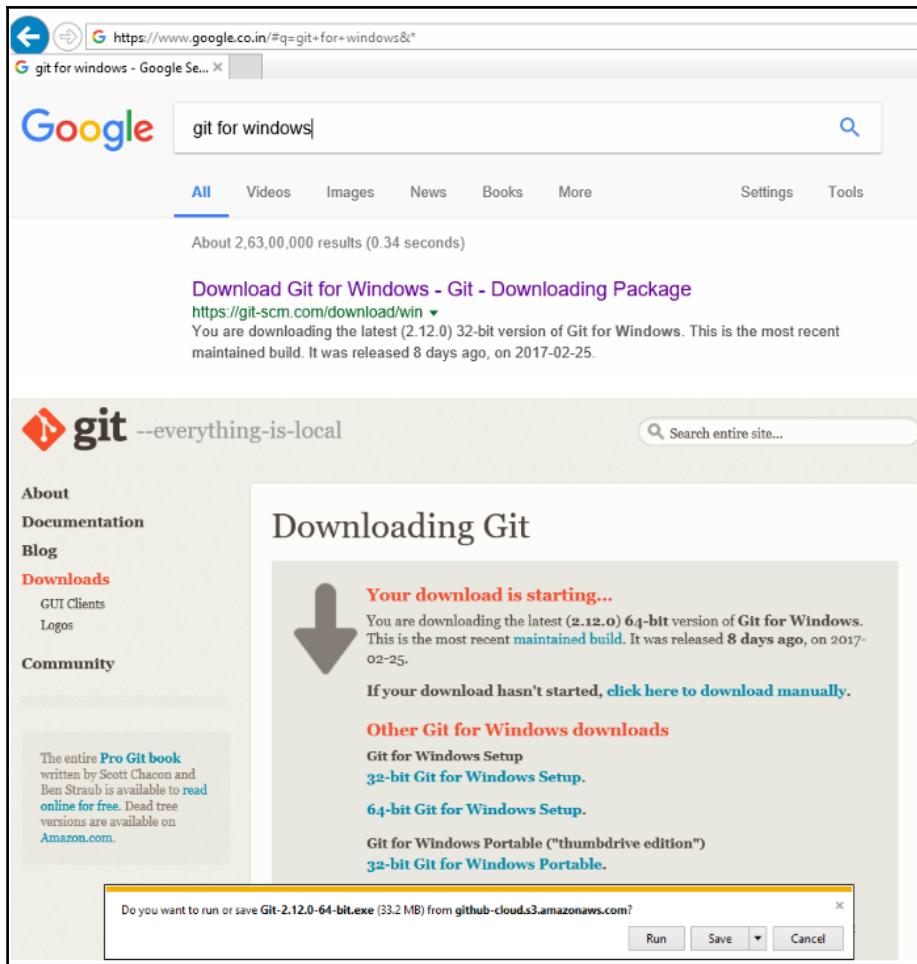 https://www.google.co.in/#q=git+for+windows&*
git for windows - Google Se...
Google
git for windows
All Videos Images News Books More Settings Tools
About 2,63,00,000 results (0.34 seconds)
Download Git for Windows - Git - Downloading Package
https://git-scm.com/download/win
You are downloading the latest (2.12.0) 32-bit version of Git for Windows. This is the most recent
maintained build. It was released 8 days ago, on 2017-02-25.
git --everything-is-local
Search entire site...
About
Documentation
Blog
Downloads
GUI Clients
Logos
Community
The entire Pro Git book
written by Scott Chacon and
Ben Straub is available to read
online for free. Dead tree
versions are available on
Amazon.com.
Downloading Git
Your download is starting...
You are downloading the latest (2.12.0) 64-bit version of Git for Windows.
This is the most recent maintained build. It was released 8 days ago, on 2017-
02-25.
If your download hasn't started, click here to download manually.
Other Git for Windows downloads
Git for Windows Setup
32-bit Git for Windows Setup.
64-bit Git for Windows Setup.
Git for Windows Portable ("thumbdrive edition")
32-bit Git for Windows Portable.
Do you want to run or save Git-2.12.0-64-bit.exe (33.2 MB) from github-cloud.s3.amazonaws.com?
Run Save Cancel